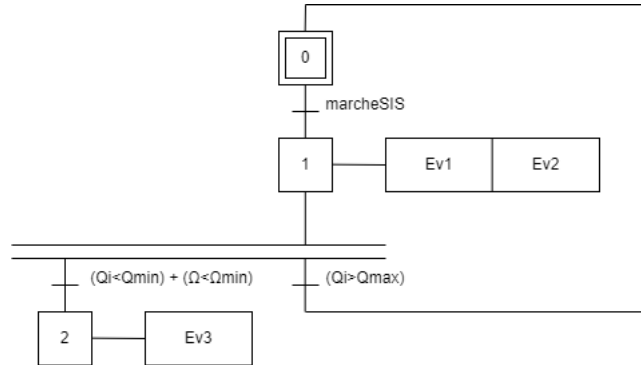 0
marcheSIS
1
Ev1
Ev2
(Qi<Qmin) + (Ω<Ωmin)
(Qi>Qmax)
2
Ev3